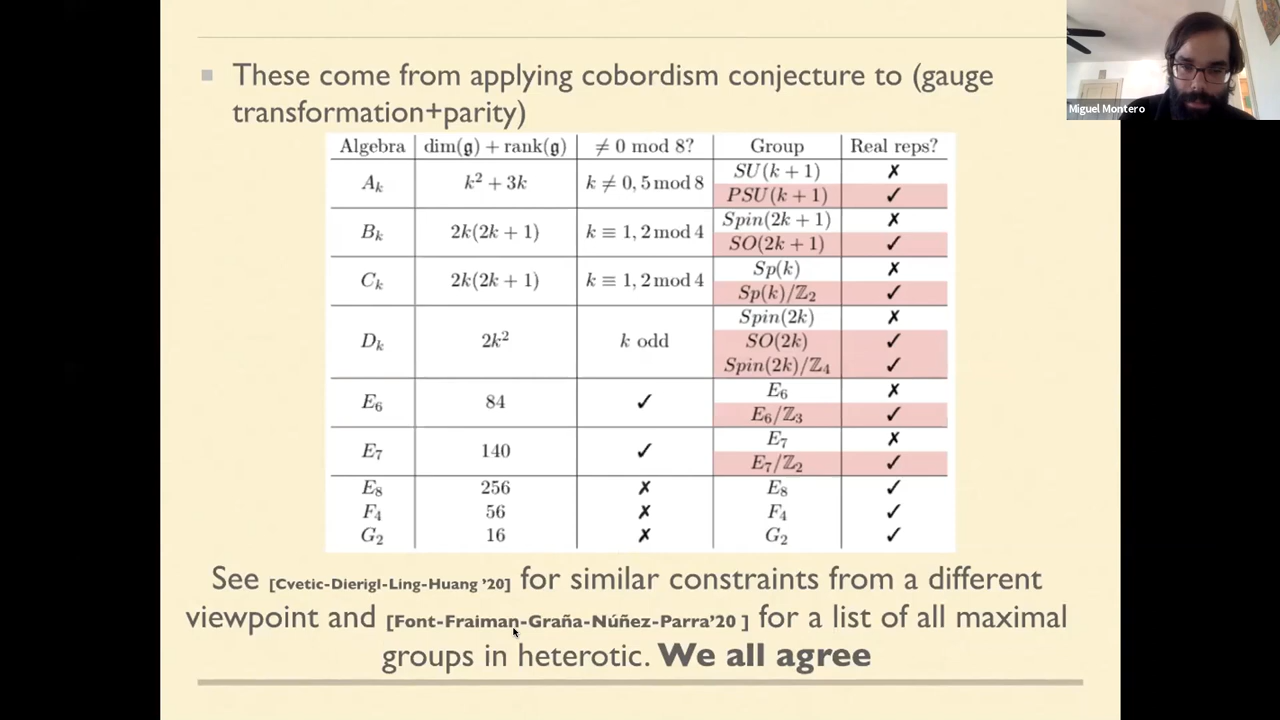 These come from applying cobordism conjecture to (gauge
transformation+parity)
Miguel Montero
Algebra dim(𝔤) + rank(𝔤) ≠ 0 mod 8? Group Real reps?
A_k k² + 3k k ≠ 0, 5 mod 8 SU(k + 1) ✗
PSU(k + 1) ✓
B_k 2k(2k + 1) k ≡ 1, 2 mod 4 Spin(2k + 1) ✗
SO(2k + 1) ✓
C_k 2k(2k + 1) k ≡ 1, 2 mod 4 Sp(k) ✗
Sp(k)/ℤ₂ ✓
D_k 2k² k odd Spin(2k) ✗
SO(2k) ✓
Spin(2k)/ℤ₄ ✓
E₆ 84 ✓ E₆ ✗
E₆/ℤ₃ ✓
E₇ 140 ✓ E₇ ✗
E₇/ℤ₂ ✓
E₈ 256 ✗ E₈ ✓
F₄ 56 ✗ F₄ ✓
G₂ 16 ✗ G₂ ✓
See [Cvetic-Dierigl-Ling-Huang '20] for similar constraints from a different
viewpoint and [Font-Fraiman-Graña-Núñez-Parra'20 ] for a list of all maximal
groups in heterotic. We all agree